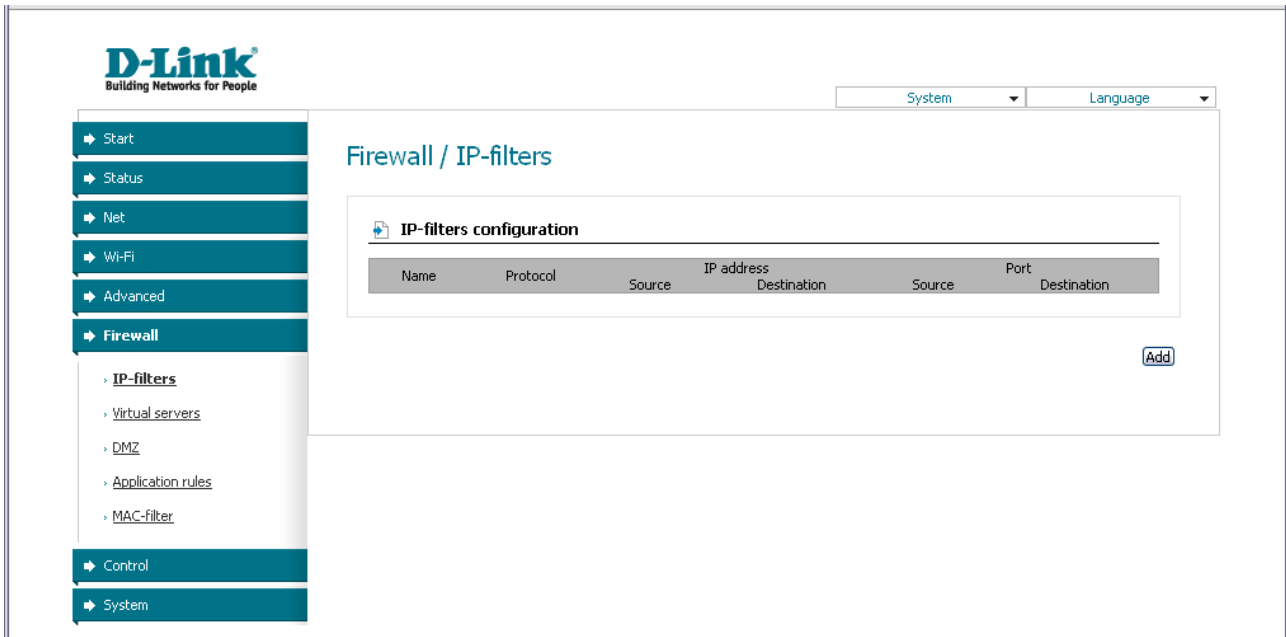 D-Link
Building Networks for People
System Language
Start
Status
Net
Wi-Fi
Advanced
Firewall
IP-filters
Virtual servers
DMZ
Application rules
MAC-filter
Control
System
Firewall / IP-filters
IP-filters configuration
Name Protocol IP address Port
Source Destination Source Destination
Add